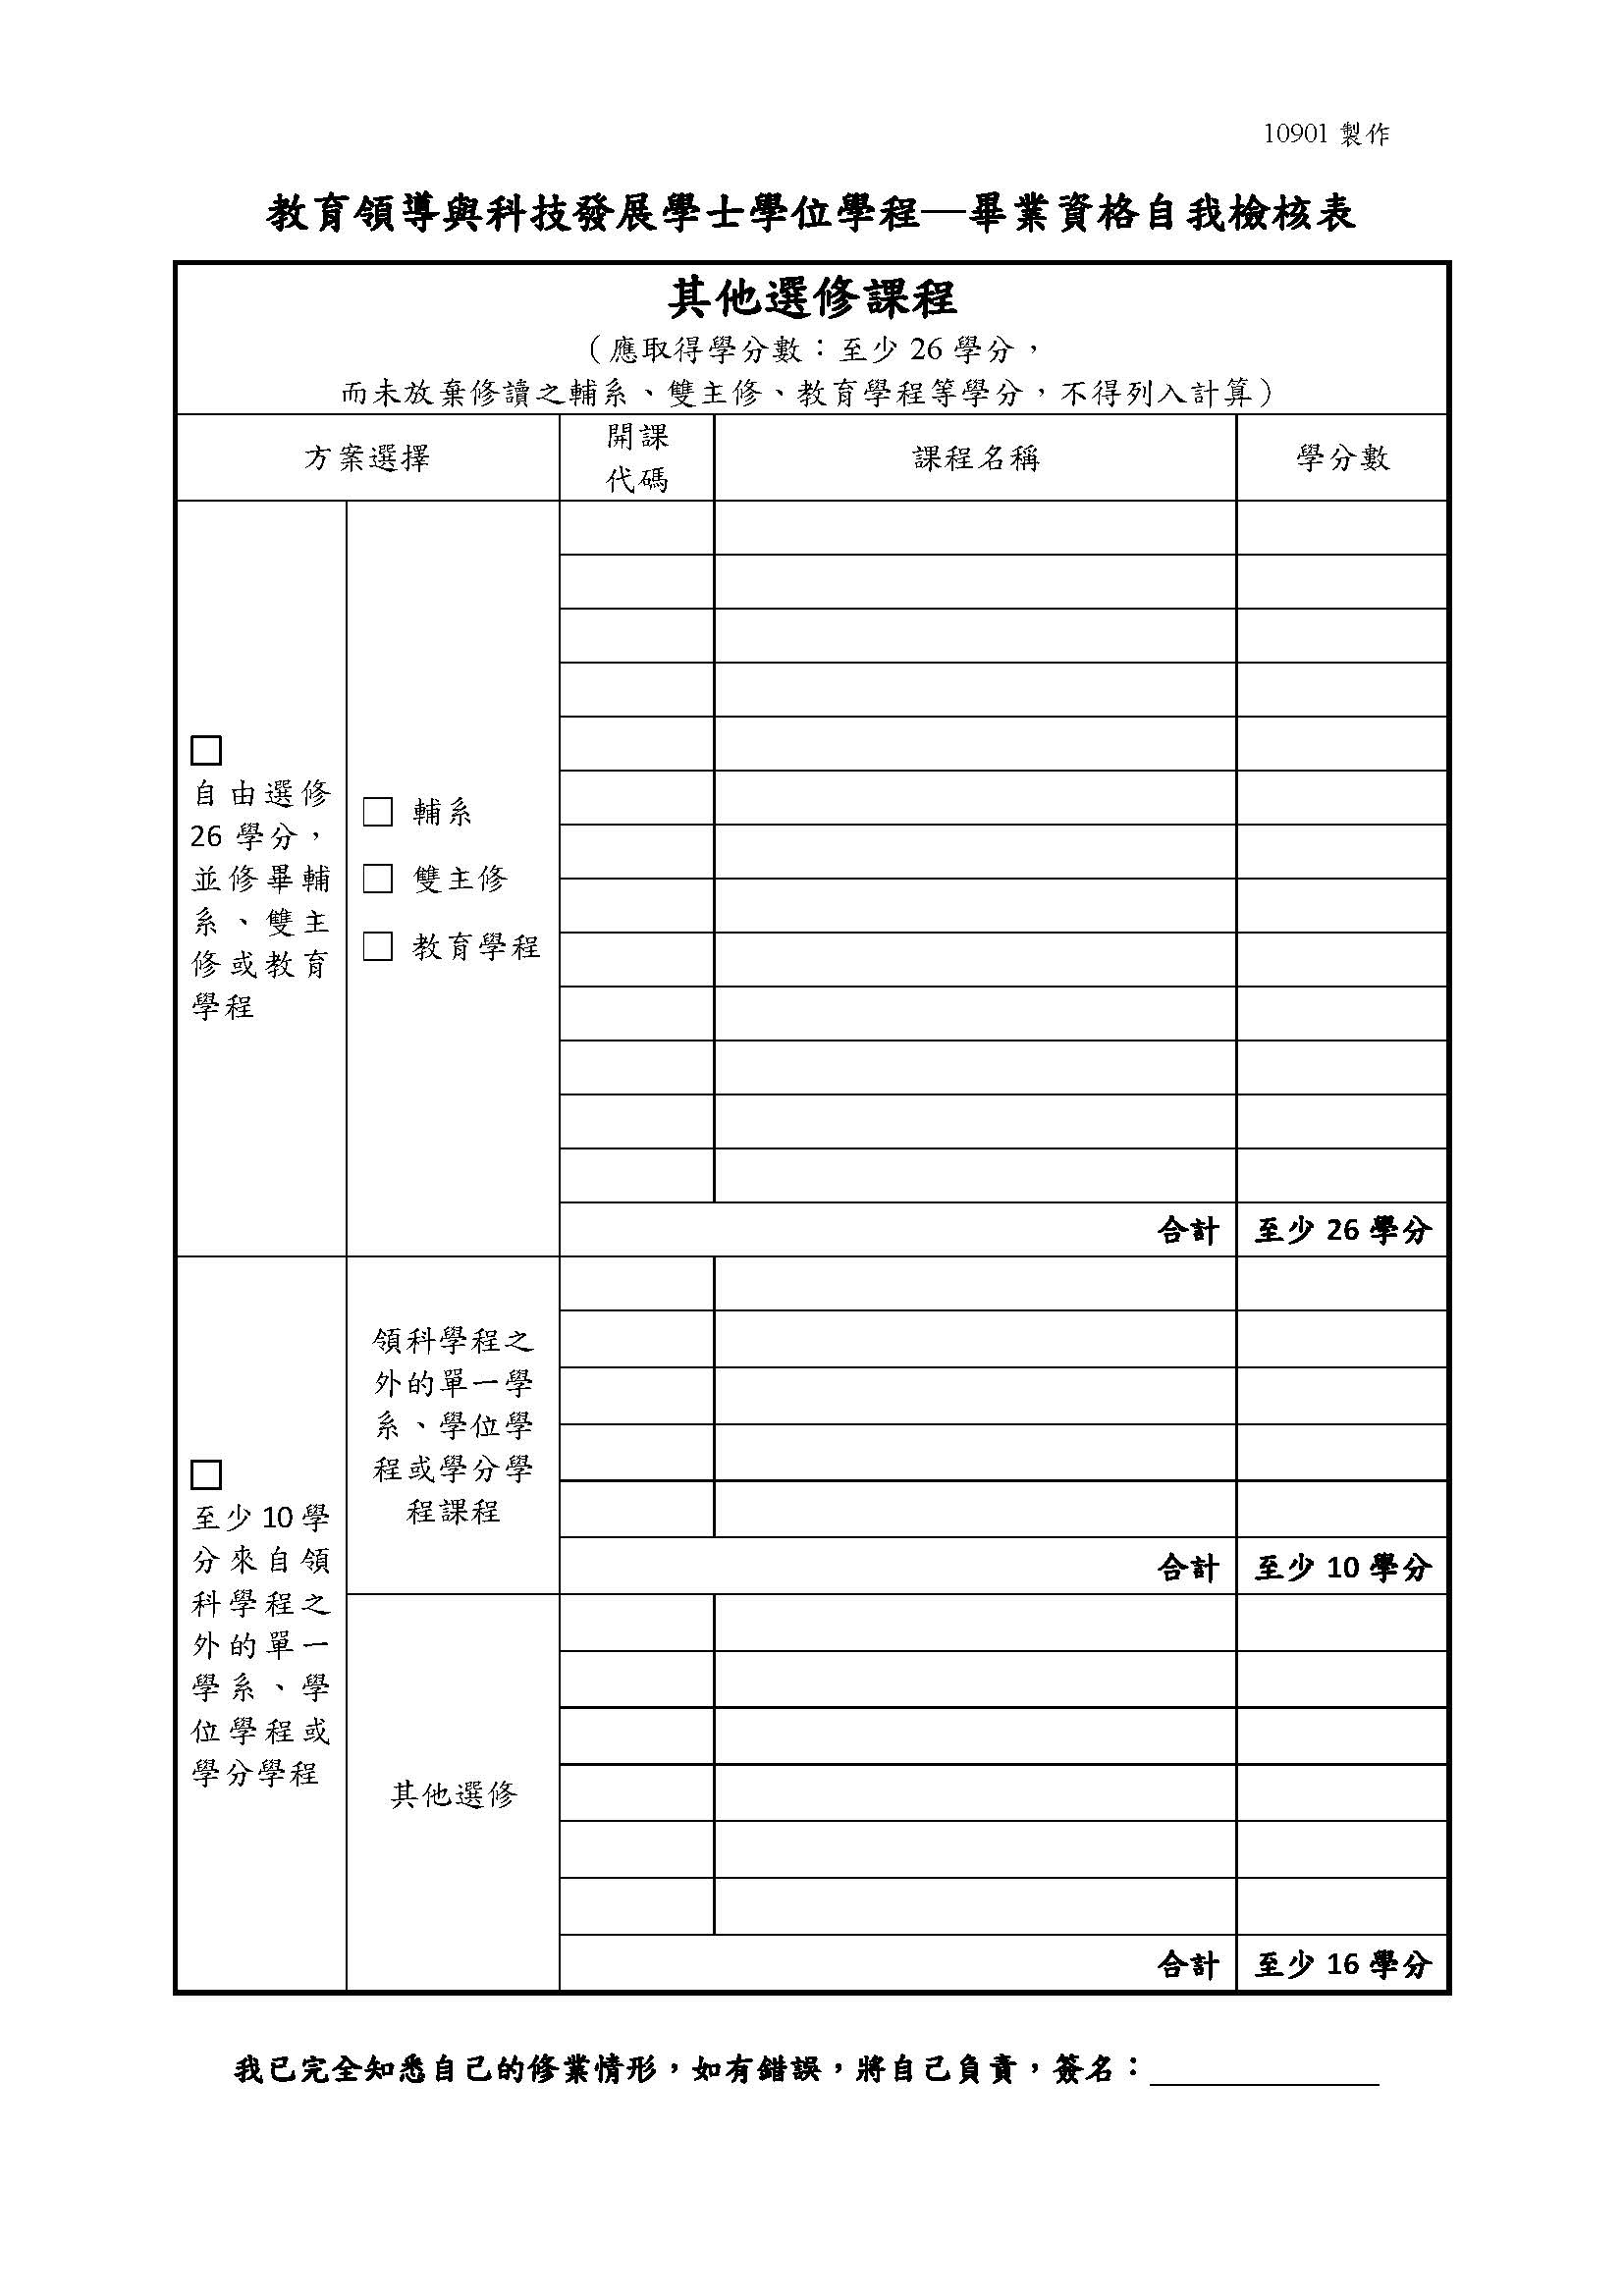 10901 製作
教育領導與科技發展學士學位學程—畢業資格自我檢核表
其他選修課程
（應取得學分數：至少 26 學分，
而未放棄修讀之輔系、雙主修、教育學程等學分，不得列入計算）
方案選擇
開課
代碼
課程名稱
學分數
□
自由選修
26 學分，
並修畢輔
系、雙主
修或教育
學程
□ 輔系
□ 雙主修
□ 教育學程
合計
至少 26 學分
□
至少 10 學
分來自領
科學程之
外的單一
學系、學
位學程或
學分學程
領科學程之
外的單一學
系、學位學
程或學分學
程課程
合計
至少 10 學分
其他選修
合計
至少 16 學分
我已完全知悉自己的修業情形，如有錯誤，將自己負責，簽名：